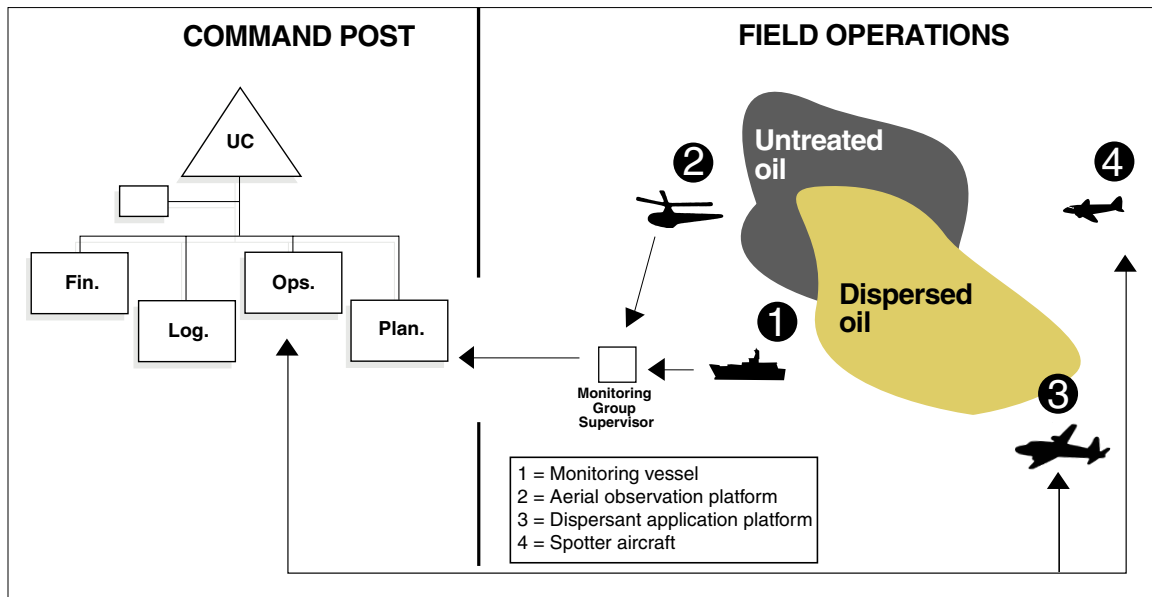 COMMAND POST
UC
Fin.
Log.
Ops.
Plan.
FIELD OPERATIONS
Untreated
oil
2
4
Dispersed
oil
1
3
Monitoring
Group
Supervisor
1 = Monitoring vessel
2 = Aerial observation platform
3 = Dispersant application platform
4 = Spotter aircraft